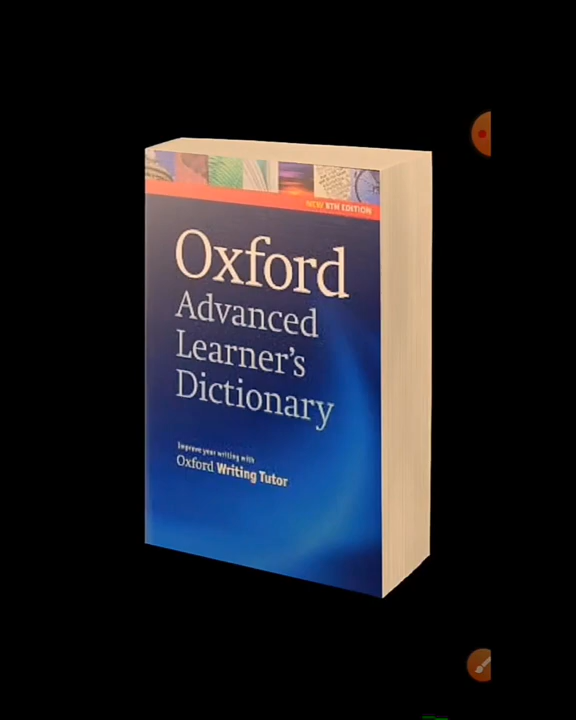 NEW 8TH EDITION
Oxford
Advanced
Learner's
Dictionary
Improve your writing with
Oxford Writing Tutor